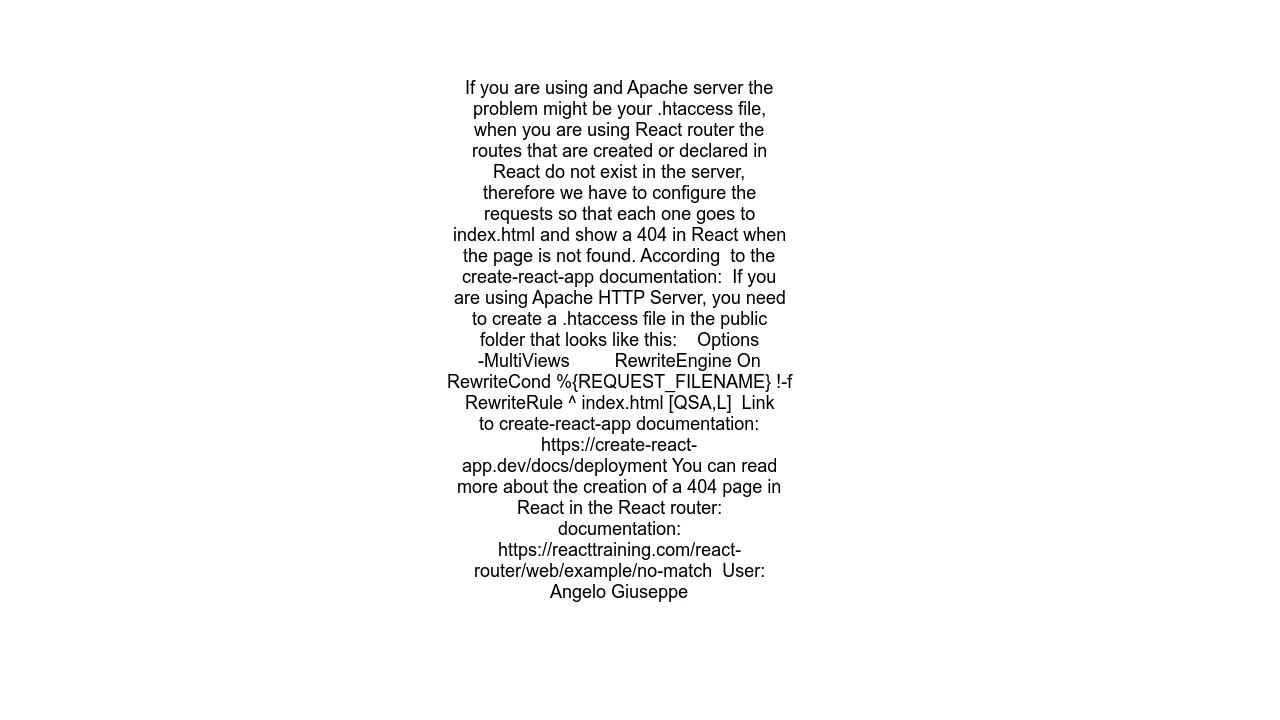 If you are using and Apache server the
problem might be your .htaccess file,
when you are using React router the
routes that are created or declared in
React do not exist in the server,
therefore we have to configure the
requests so that each one goes to
index.html and show a 404 in React when
the page is not found. According  to the
create-react-app documentation:  If you
are using Apache HTTP Server, you need
to create a .htaccess file in the public
folder that looks like this:    Options
-MultiViews         RewriteEngine On
RewriteCond %{REQUEST_FILENAME} !-f
RewriteRule ^ index.html [QSA,L]  Link
to create-react-app documentation:
https://create-react-
app.dev/docs/deployment You can read
more about the creation of a 404 page in
React in the React router:
documentation:
https://reacttraining.com/react-
router/web/example/no-match  User:
Angelo Giuseppe